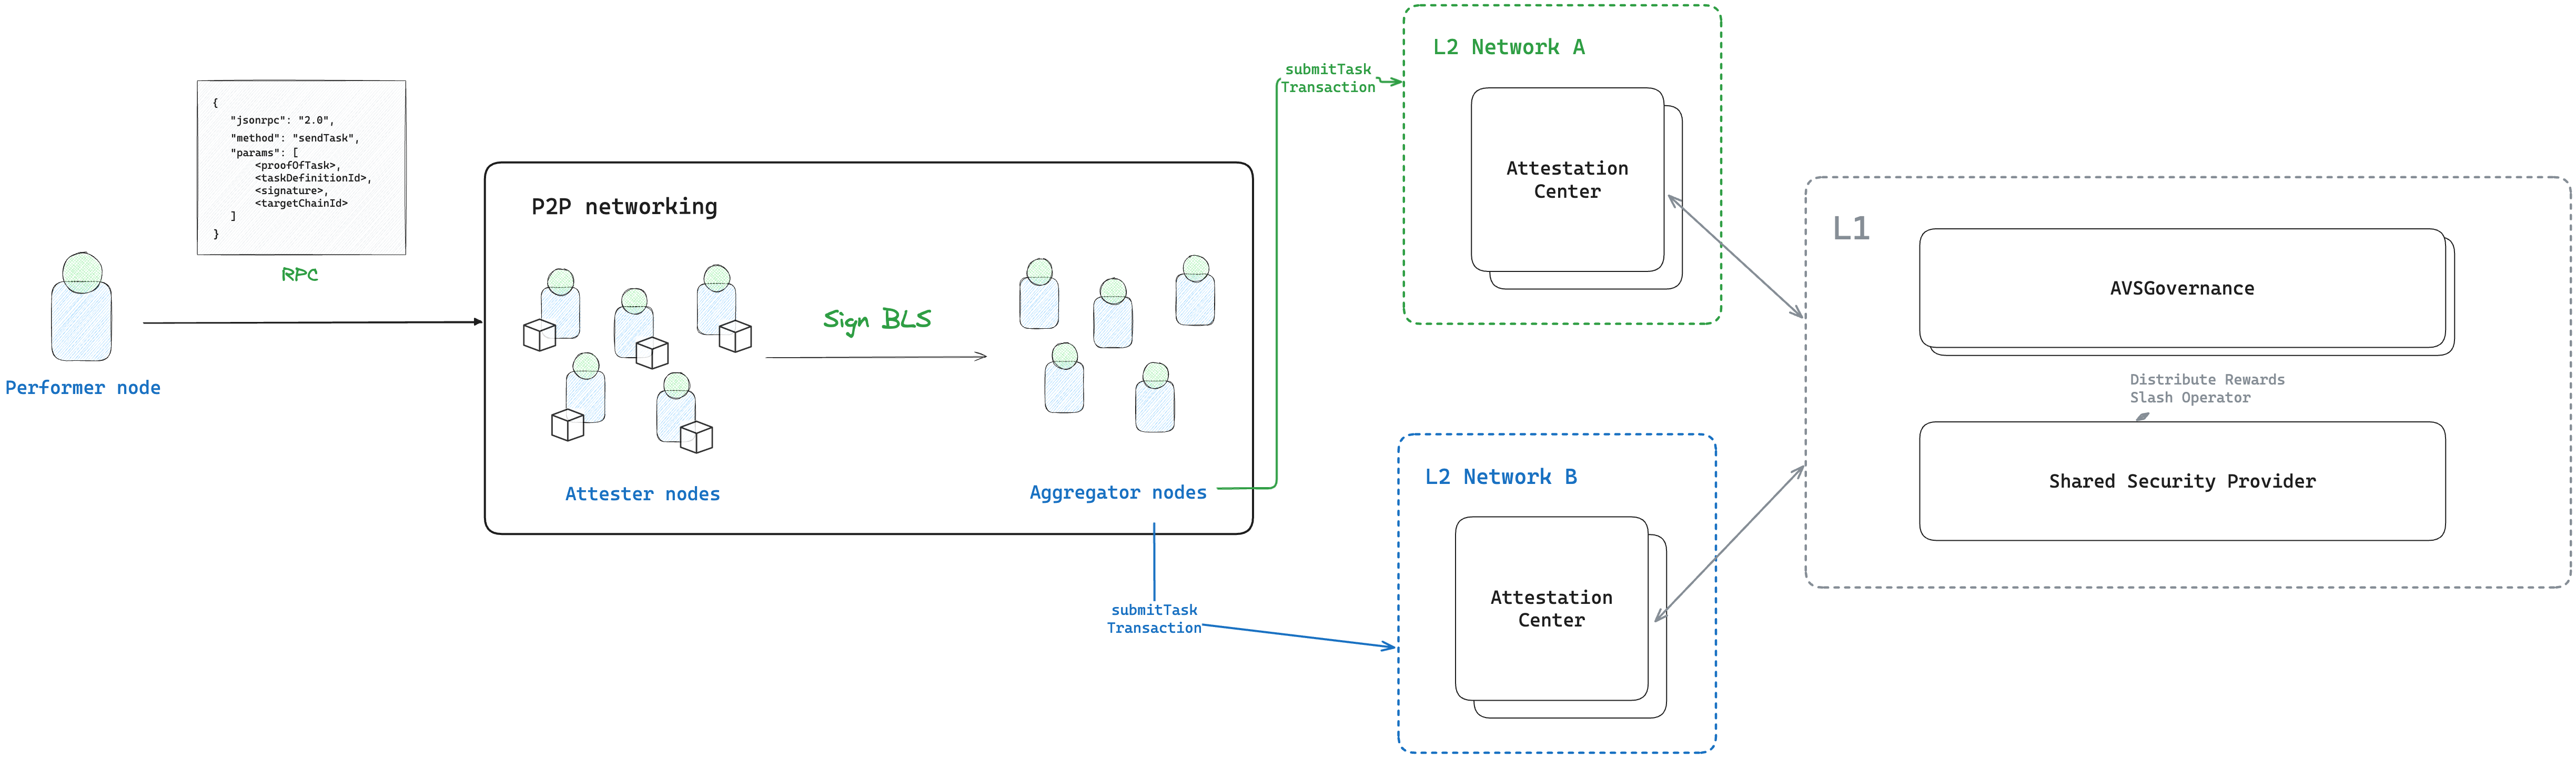 {
"jsonrpc": "2.0",
"method": "sendTask",
"params": [
<proofOfTask>,
<taskDefinitionId>,
<signature>,
<targetChainId>
]
}
RPC
Performer node
P2P networking
Sign BLS
Attester nodes
Aggregator nodes
submitTask
Transaction
submitTask
Transaction
L2 Network A
Attestation
Center
L2 Network B
Attestation
Center
L1
AVSGovernance
Distribute Rewards
Slash Operator
Shared Security Provider